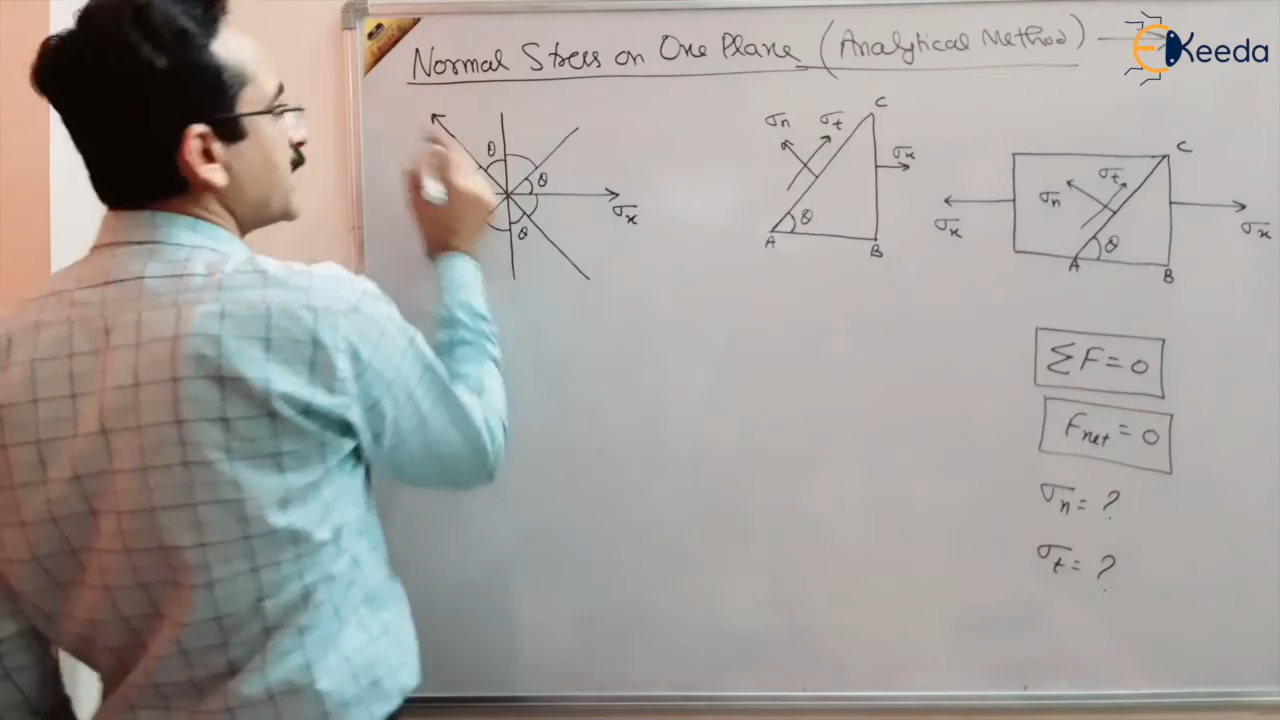 Normal Stress on One Plane (Analytical Method)
Keeda
θ
θ
σx
θ
C
σn
σt
σx
θ
A
B
C
σt
σn
σx
σx
θ
A
B
ΣF = 0
Fnet = 0
σn = ?
σt = ?